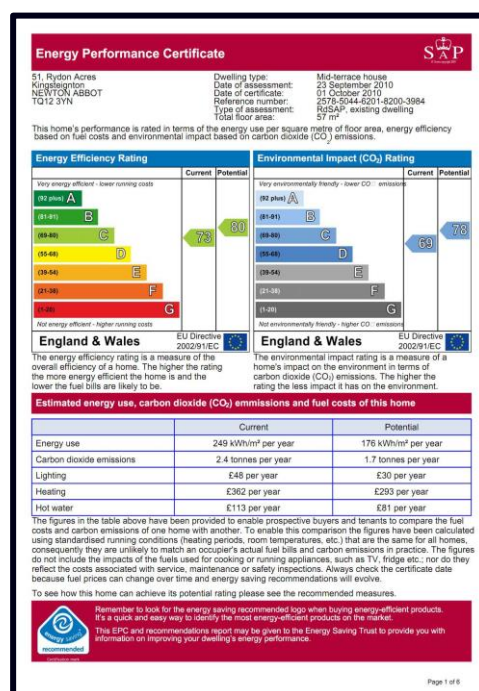 Energy Performance Certificate
SAP
51, Rydon Acres
Kingsteignton
NEWTON ABBOT
TQ12 3YN
Dwelling type: Mid-terrace house
Date of assessment: 23 September 2010
Date of certificate: 01 October 2010
Reference number: 2578-5044-6201-8200-3984
Type of assessment: RdSAP, existing dwelling
Total floor area: 57 m²
This home's performance is rated in terms of the energy use per square metre of floor area, energy efficiency
based on fuel costs and environmental impact based on carbon dioxide (CO2) emissions.
Energy Efficiency Rating
Current Potential
Very energy efficient - lower running costs
(92 plus) A
(81-91) B
(69-80) C
(55-68) D
(39-54) E
(21-38) F
(1-20) G
73
80
Not energy efficient - higher running costs
England & Wales
EU Directive
2002/91/EC
Environmental Impact (CO₂) Rating
Current Potential
Very environmentally friendly - lower CO□ emissions
(92 plus) A
(81-91) B
(69-80) C
(55-68) D
(39-54) E
(21-38) F
(1-20) G
69
78
Not environmentally friendly - higher CO□ emissions
England & Wales
EU Directive
2002/91/EC
The energy efficiency rating is a measure of the
overall efficiency of a home. The higher the rating
the more energy efficient the home is and the
lower the fuel bills are likely to be.
The environmental impact rating is a measure of a
home's impact on the environment in terms of
carbon dioxide (CO₂) emissions. The higher the
rating the less impact it has on the environment.
Estimated energy use, carbon dioxide (CO₂) emmissions and fuel costs of this home
Current Potential
Energy use 249 kWh/m² per year 176 kWh/m² per year
Carbon dioxide emissions 2.4 tonnes per year 1.7 tonnes per year
Lighting £48 per year £30 per year
Heating £362 per year £293 per year
Hot water £113 per year £81 per year
The figures in the table above have been provided to enable prospective buyers and tenants to compare the fuel
costs and carbon emissions of one home with another. To enable this comparison the figures have been calculated
using standardised running conditions (heating periods, room temperatures, etc.) that are the same for all homes,
consequently they are unlikely to match an occupier's actual fuel bills and carbon emissions in practice. The figures
do not include the impacts of the fuels used for cooking or running appliances, such as TV, fridge etc.; nor do they
reflect the costs associated with service, maintenance or safety inspections. Always check the certificate date
because fuel prices can change over time and energy saving recommendations will evolve.
To see how this home can achieve its potential rating please see the recommended measures.
energy saving
recommended
Certification mark
Remember to look for the energy saving recommended logo when buying energy-efficient products.
It's a quick and easy way to identify the most energy-efficient products on the market.
This EPC and recommendations report may be given to the Energy Saving Trust to provide you with
information on improving your dwelling's energy performance.
Page 1 of 6